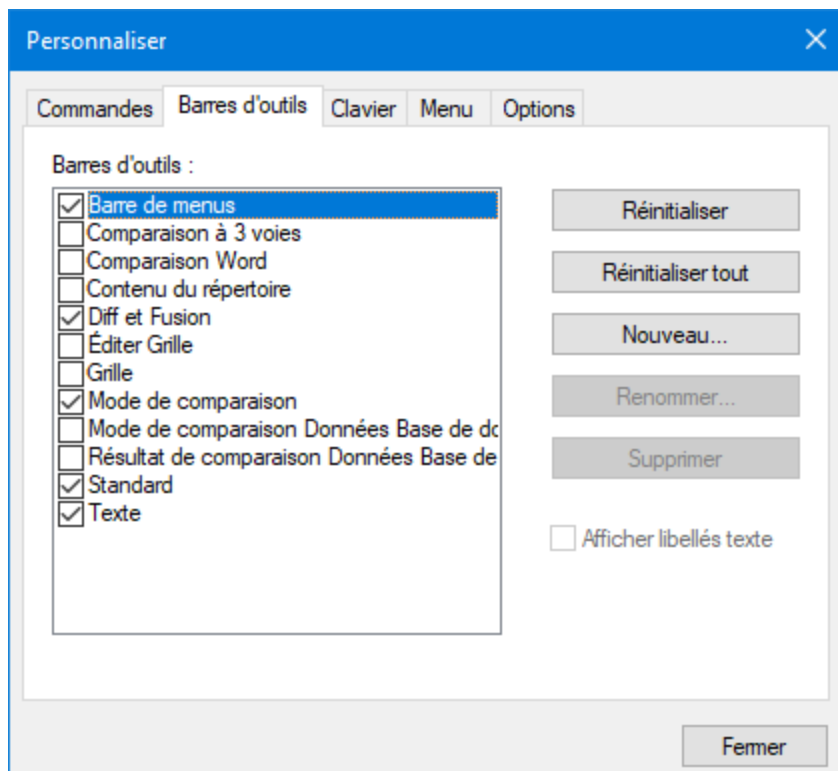 Personnaliser
Commandes Barres d'outils Clavier Menu Options
Barres d'outils :
Barre de menus
Comparaison à 3 voies
Comparaison Word
Contenu du répertoire
Diff et Fusion
Éditer Grille
Grille
Mode de comparaison
Mode de comparaison Données Base de
Résultat de comparaison Données Base de
Standard
Texte
Réinitialiser
Réinitialiser tout
Nouveau...
Renommer...
Supprimer
Afficher libellés texte
Fermer